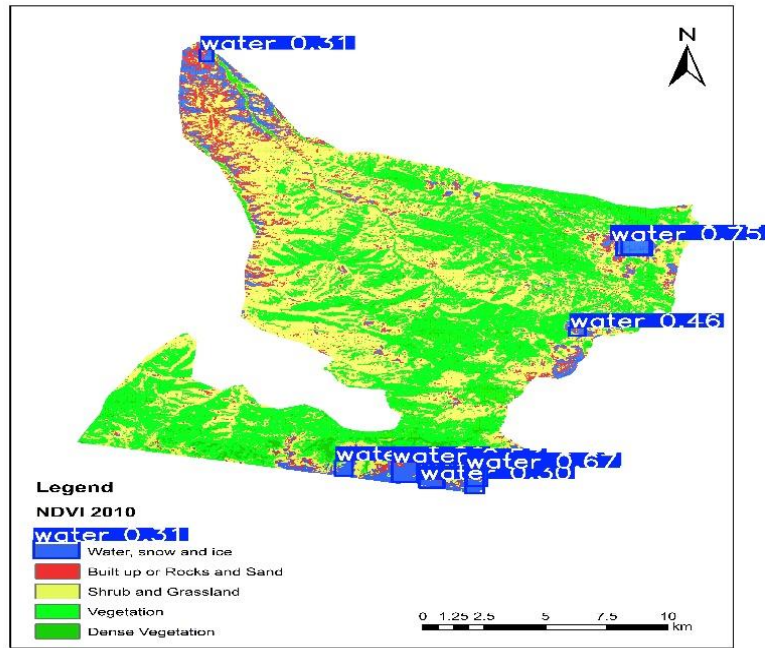 water 0.31
N
water 0.75
water 0.46
wate
water
water 0.67
water 0.30
Legend
NDVI 2010
water 0.31
Water, snow and ice
Built up or Rocks and Sand
Shrub and Grassland
Vegetation
Dense Vegetation
0 1.25 2.5 5 7.5 10
km